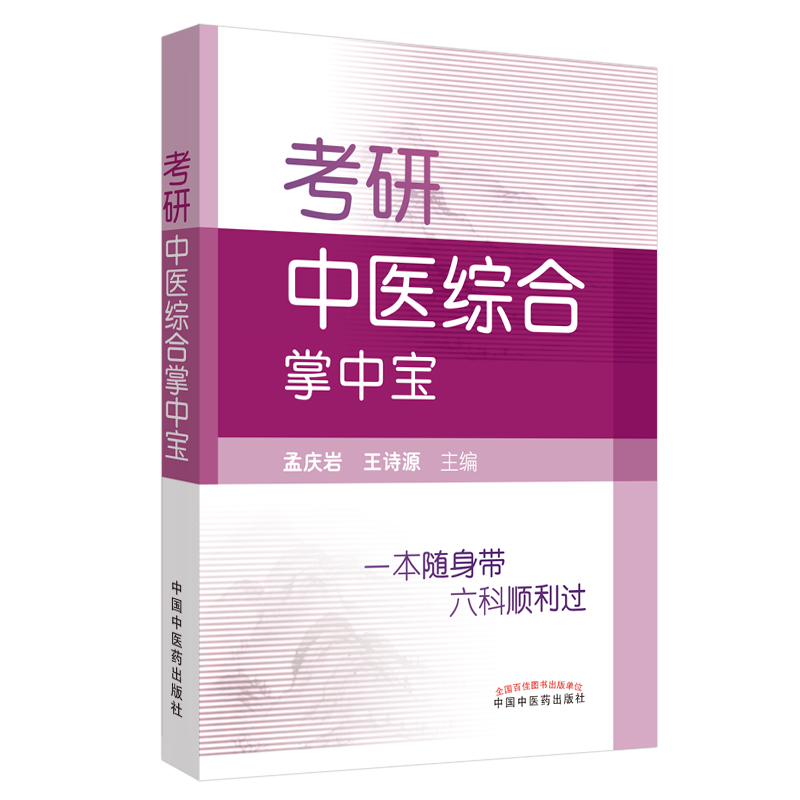 考研
中医综合
掌中宝
孟庆岩 王诗源 主编
一本随身带
六科顺利过
全国百佳图书出版单位
中国中医药出版社
考研
中医综合掌中宝
中国中医药出版社